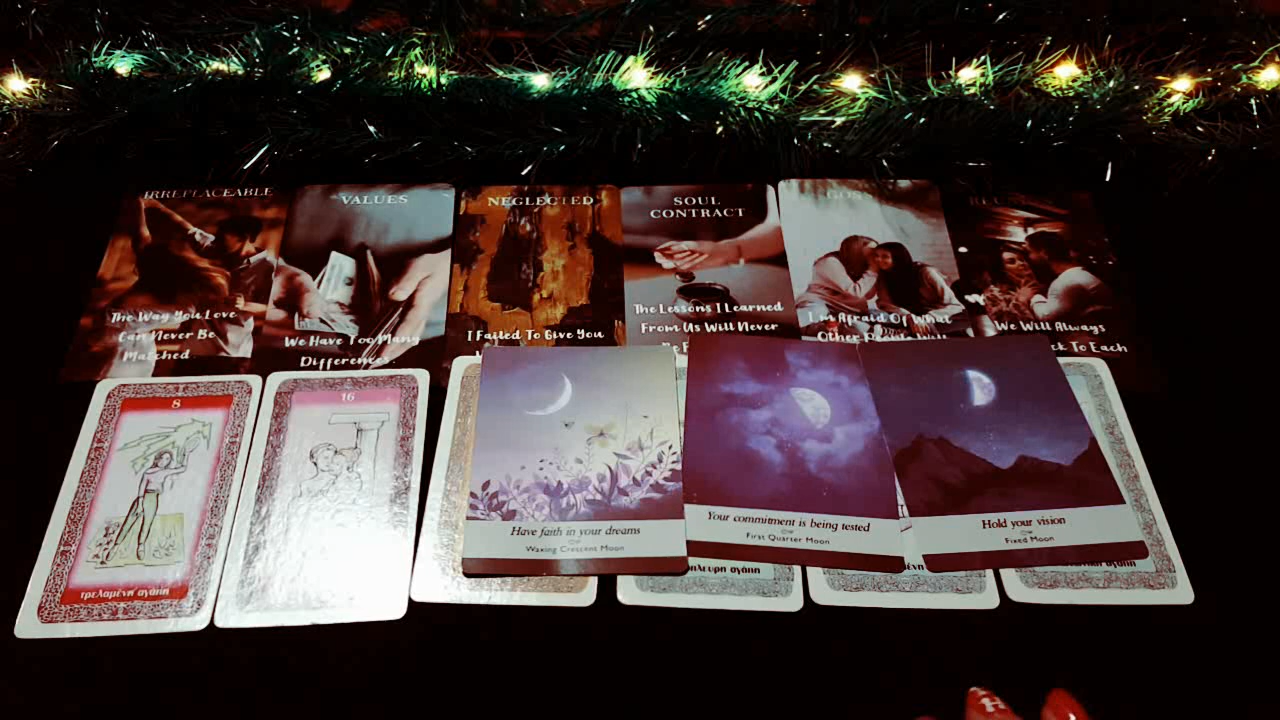 IRREPLACEABLE
The Way You Love
Can Never Be
Matched
VALUES
We Have Too Many
Differences.
NEGLECTED
I Failed To Give You
SOUL
CONTRACT
The Lessons I Learned
From Us Will Never
I'm Afraid Of What
Other People Will
We Will Always
To Each
8
τρελαμένη αγάπη
16
Have faith in your dreams
Waxing Crescent Moon
Your commitment is being tested
First Quarter Moon
Hold your vision
Fixed Moon
αγάπη